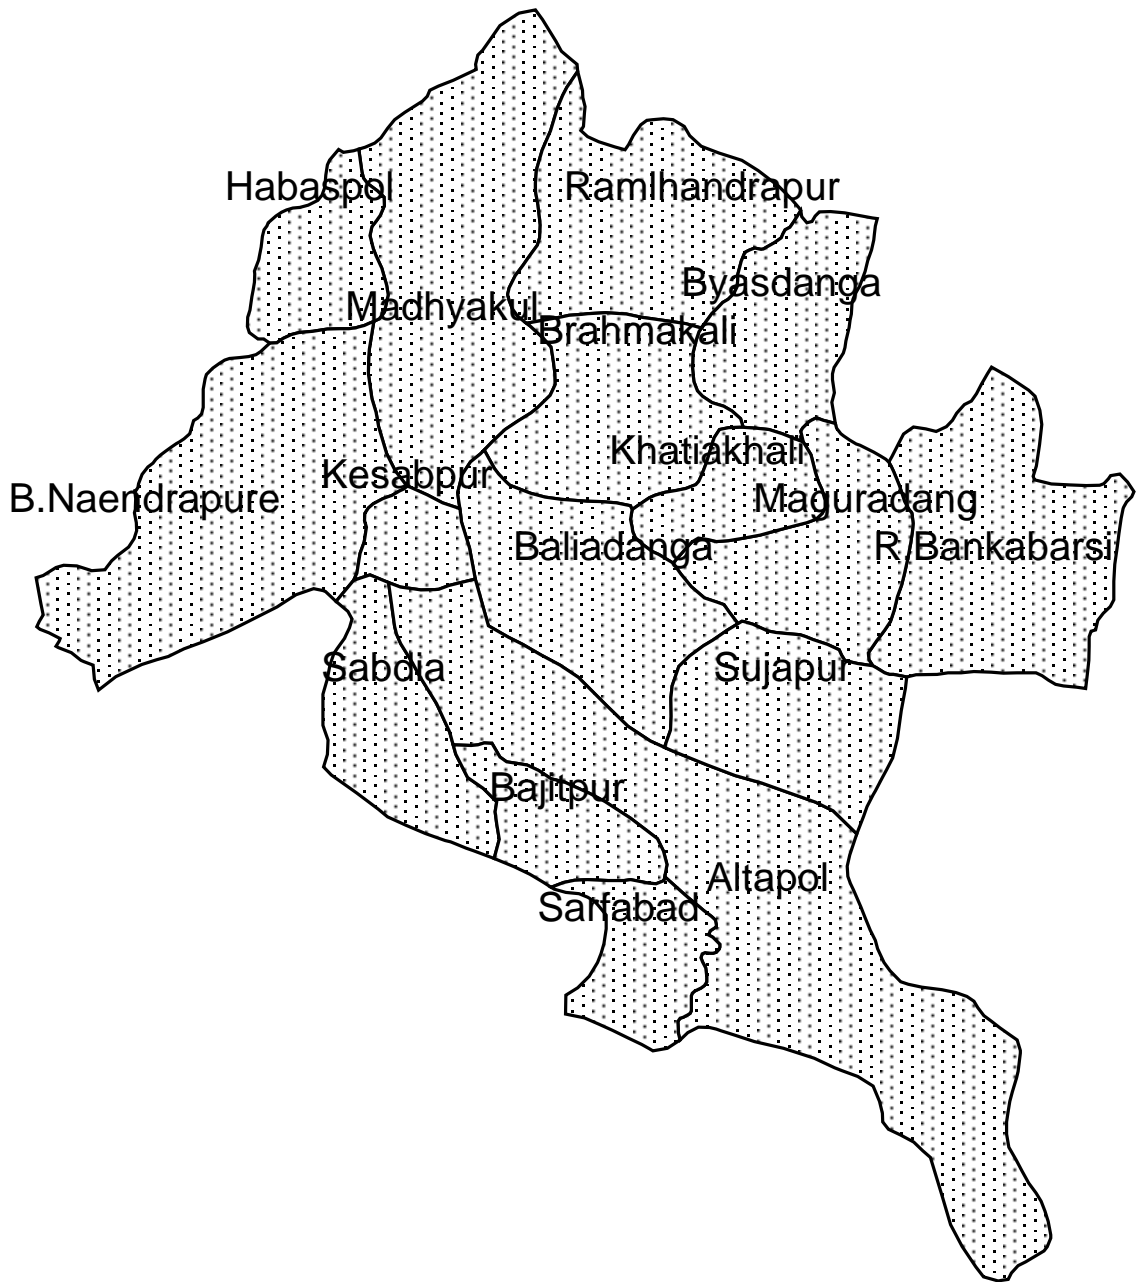 Habaspol
Ramlhandrapur
Byasdanga
Madhyakul
Brahmakali
Khatiakhali
Kesabpur
B.Naendrapure
Maguradang
Baliadanga
R Bankabarsi
Sabdia
Sujapur
Bajitpur
Altapol
Sarfabad